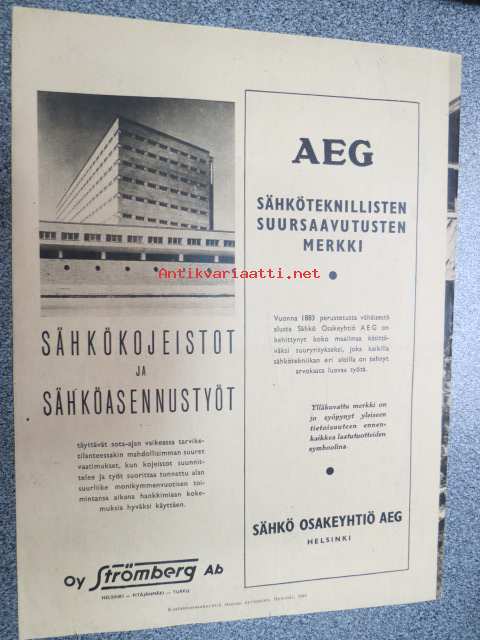 SÄHKÖKOJEISTOT
JA
SÄHKÖASENNUSTYÖT
täyttävät sota-ajan vaikeassa tarvike-
tilanteessakin mahdollisimman suuret
vaatimukset, kun kojeistot suunnit-
telee ja työt suorittaa tunnettu alan
suurliike monikymmenvuotisen toi-
mintansa aikana hankkimiaan koke-
muksia hyväksi käyttäen.
Oy Strömberg Ab
HELSINKI — PITÄJÄNMÄKI — TURKU
AEG
SÄHKÖTEKNILLISTEN
SUURSAAVUTUSTEN
MERKKI
Antikvariaatti.net
Vuonna 1883 perustetusta vähäisestä
alusta Sähkö Osakeyhtiö AEG on
kehittynyt koko maailmaa käsittä-
väksi suuryritykseksi, joka kaikilla
sähkötekniikan eri aloilla on tehnyt
arvokasta luovaa työtä.
Ylläkuvattu merkki on
jo syöpynyt yleiseen
tietoisuuteen ennen-
kaikkea laatutuotteiden
symboolina.
SÄHKÖ OSAKEYHTIÖ AEG
HELSINKI